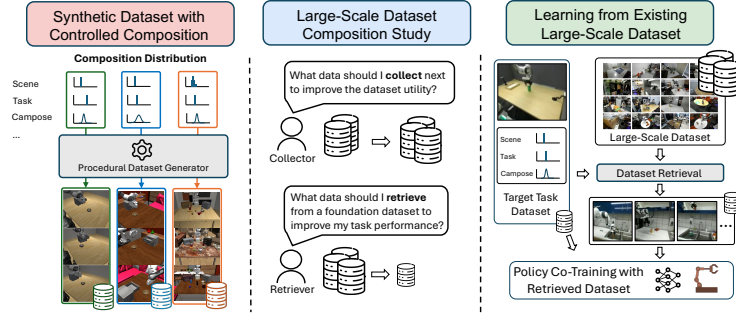 Synthetic Dataset with
Controlled Composition
Composition Distribution
Scene
Task
Campose
...
Procedural Dataset Generator
Large-Scale Dataset
Composition Study
What data should I collect next
to improve the dataset utility?
Collector
What data should I retrieve
from a foundation dataset to
improve my task performance?
Retriever
Learning from Existing
Large-Scale Dataset
Scene
Task
Campose
Target Task
Dataset
Large-Scale Dataset
Dataset Retrieval
...
Policy Co-Training with
Retrieved Dataset